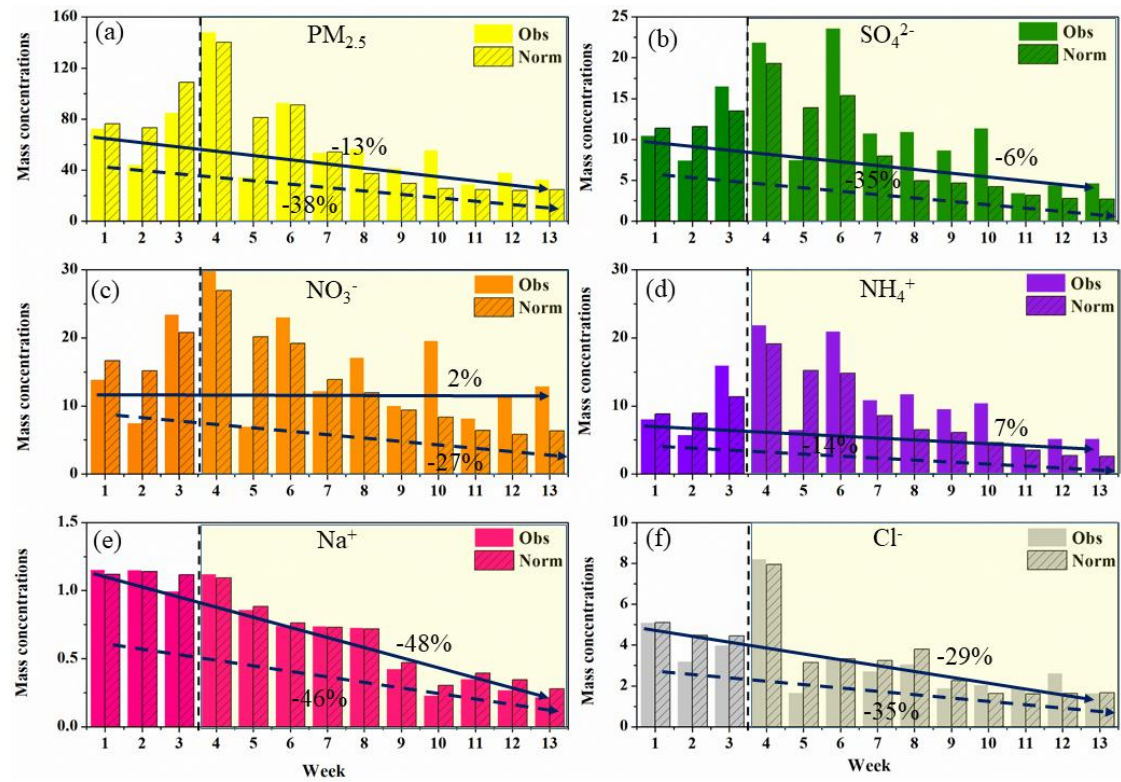 (a) PM2.5
Obs
Norm
Mass concentrations
160
120
80
40
0
-13%
-38%
1 2 3 4 5 6 7 8 9 10 11 12 13
(b) SO₄²⁻
Obs
Norm
Mass concentrations
25
20
15
10
5
0
-6%
-35%
1 2 3 4 5 6 7 8 9 10 11 12 13
(c) NO₃⁻
Obs
Norm
Mass concentrations
30
20
10
0
2%
-27%
1 2 3 4 5 6 7 8 9 10 11 12 13
(d) NH₄⁺
Obs
Norm
Mass concentrations
30
20
10
0
7%
-14%
1 2 3 4 5 6 7 8 9 10 11 12 13
(e) Na⁺
Obs
Norm
Mass concentrations
1.5
1.0
0.5
0.0
-48%
-46%
1 2 3 4 5 6 7 8 9 10 11 12 13
Week
(f) Cl⁻
Obs
Norm
Mass concentrations
10
8
6
4
2
0
-29%
-35%
1 2 3 4 5 6 7 8 9 10 11 12 13
Week